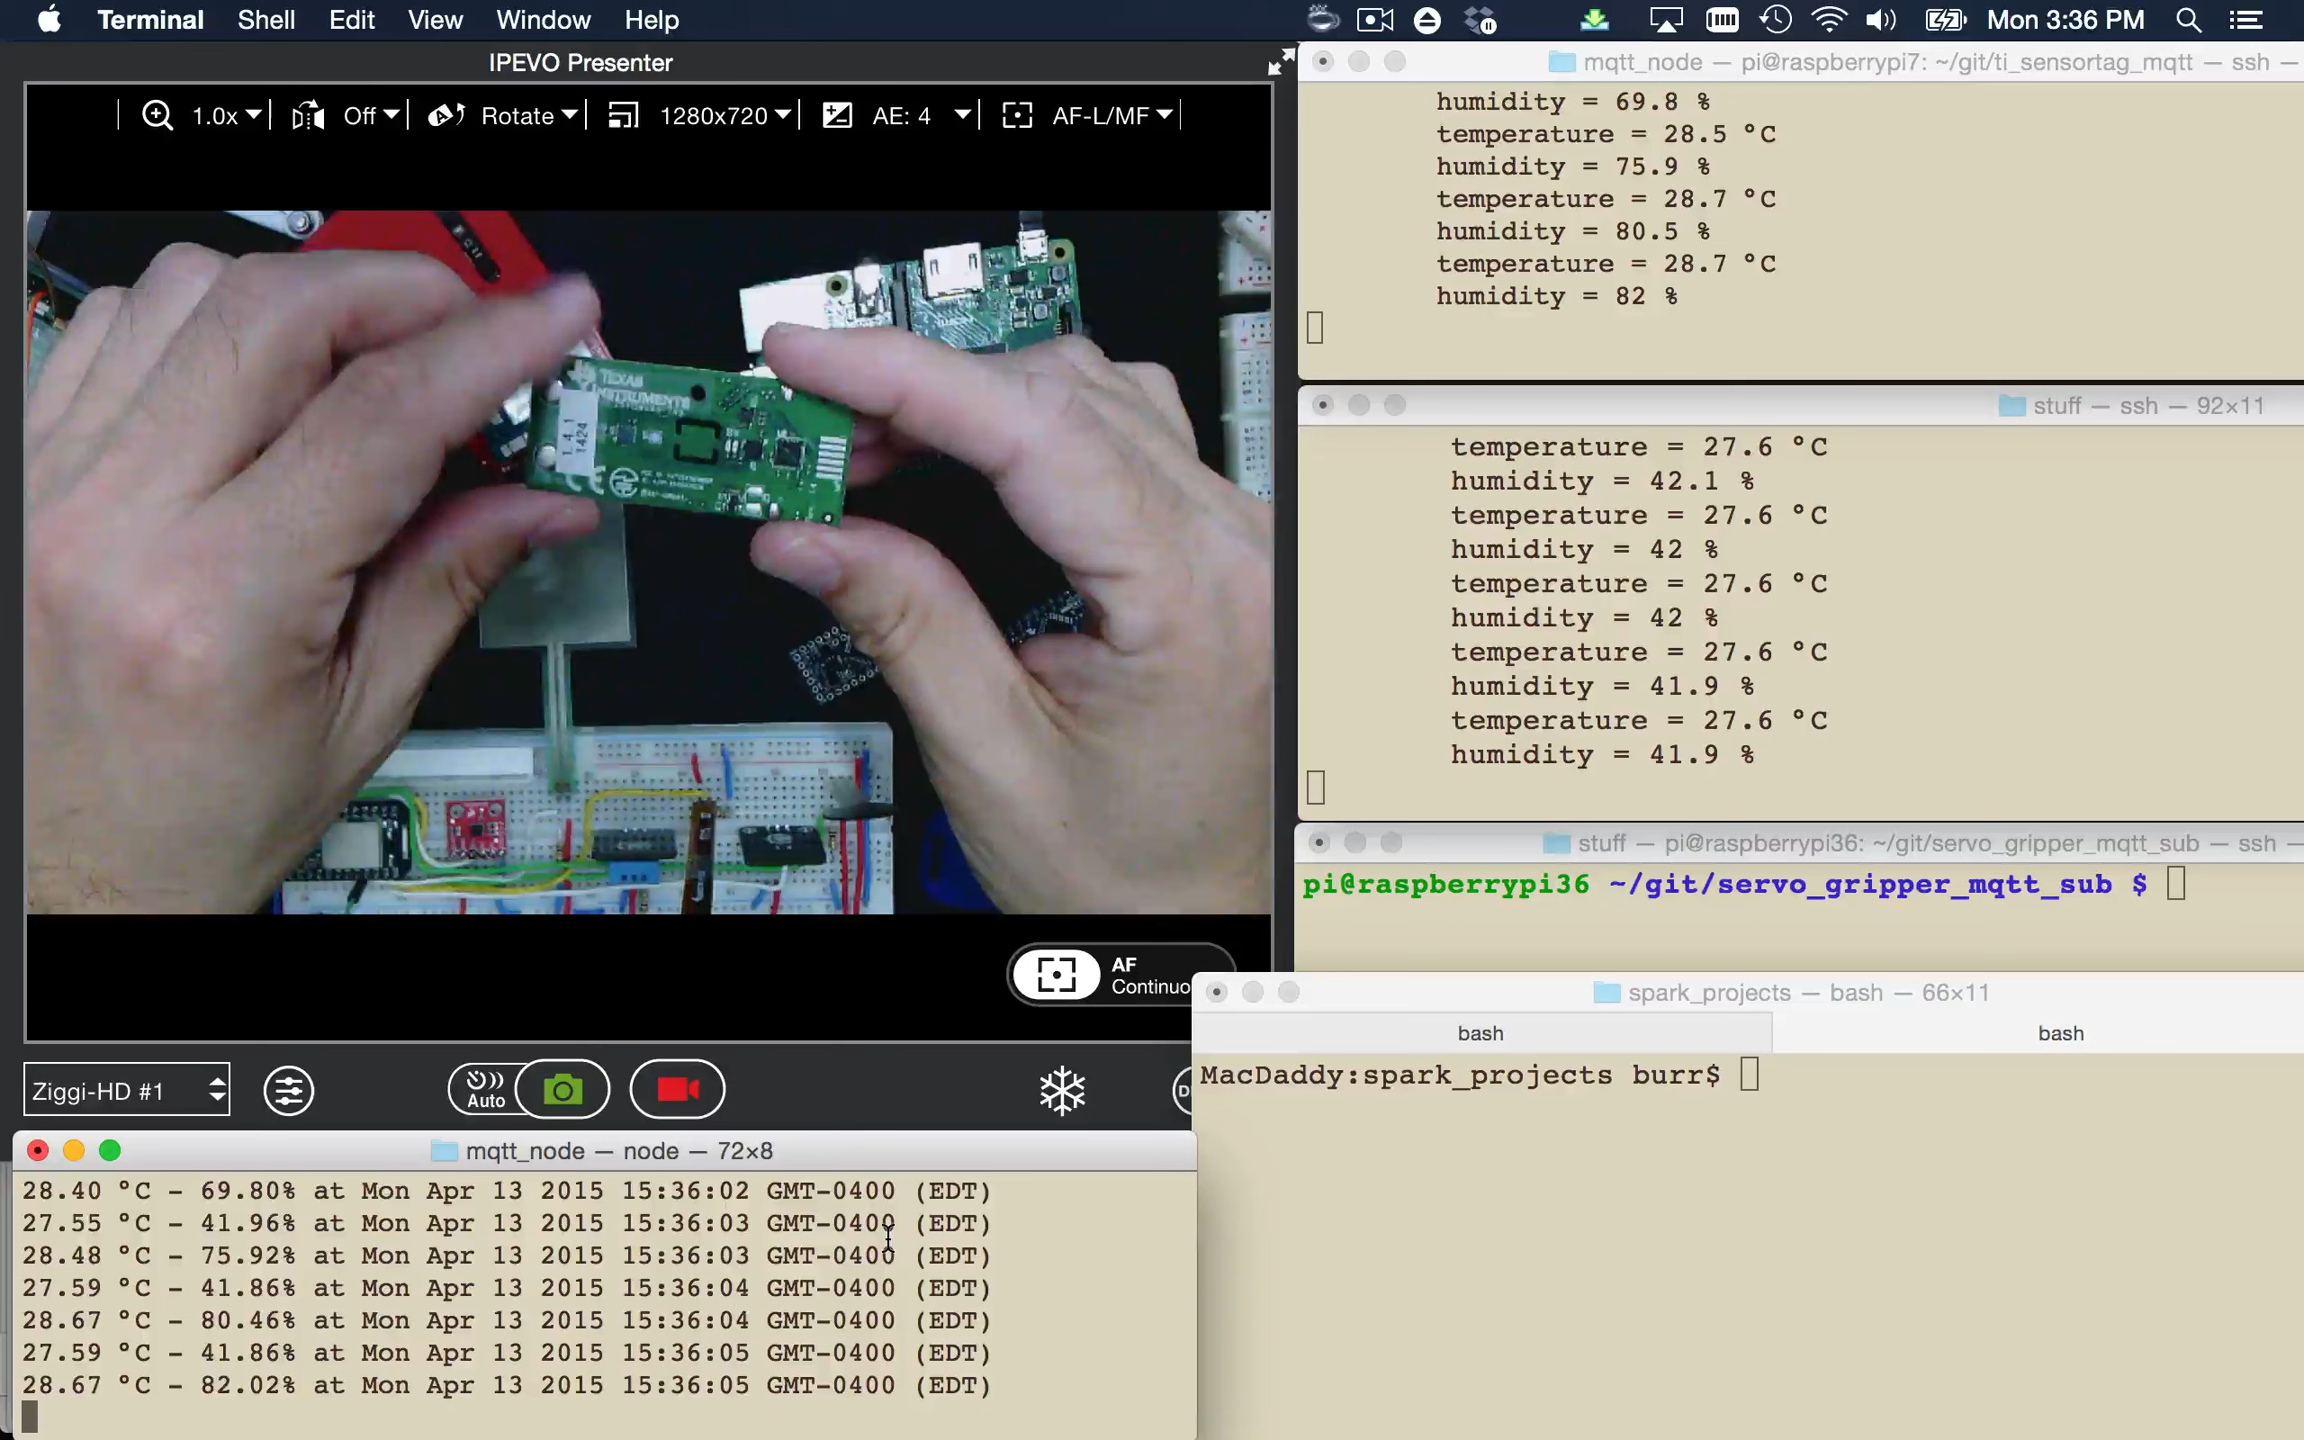 Terminal Shell Edit View Window Help Mon 3:36 PM
IPEVO Presenter
1.0x Off Rotate 1280x720 AE: 4 AF-L/MF
TEXAS
INSTRUMENTS
1.4.1
1424
AF
Continuo
Ziggi-HD #1
Auto
mqtt_node — pi@raspberrypi7: ~/git/ti_sensortag_mqtt — ssh —
humidity = 69.8 %
temperature = 28.5 °C
humidity = 75.9 %
temperature = 28.7 °C
humidity = 80.5 %
temperature = 28.7 °C
humidity = 82 %
stuff — ssh — 92×11
temperature = 27.6 °C
humidity = 42.1 %
temperature = 27.6 °C
humidity = 42 %
temperature = 27.6 °C
humidity = 42 %
temperature = 27.6 °C
humidity = 41.9 %
temperature = 27.6 °C
humidity = 41.9 %
stuff — pi@raspberrypi36: ~/git/servo_gripper_mqtt_sub — ssh —
pi@raspberrypi36 ~/git/servo_gripper_mqtt_sub $
spark_projects — bash — 66×11
bash bash
MacDaddy:spark_projects burr$
mqtt_node — node — 72×8
28.40 °C - 69.80% at Mon Apr 13 2015 15:36:02 GMT-0400 (EDT)
27.55 °C - 41.96% at Mon Apr 13 2015 15:36:03 GMT-0400 (EDT)
28.48 °C - 75.92% at Mon Apr 13 2015 15:36:03 GMT-0400 (EDT)
27.59 °C - 41.86% at Mon Apr 13 2015 15:36:04 GMT-0400 (EDT)
28.67 °C - 80.46% at Mon Apr 13 2015 15:36:04 GMT-0400 (EDT)
27.59 °C - 41.86% at Mon Apr 13 2015 15:36:05 GMT-0400 (EDT)
28.67 °C - 82.02% at Mon Apr 13 2015 15:36:05 GMT-0400 (EDT)